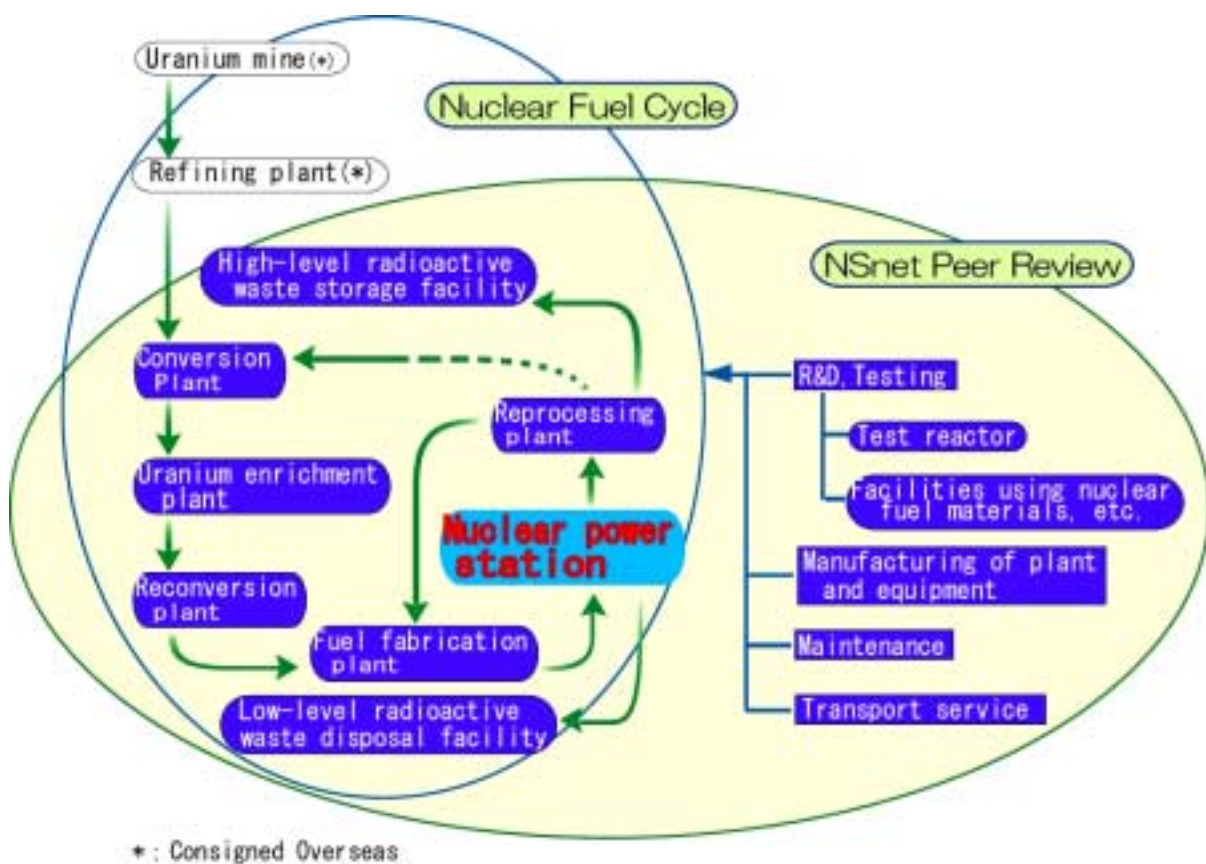 Uranium mine(*)
Nuclear Fuel Cycle
Refining plant(*)
High-level radioactive
waste storage facility
NSnet Peer Review
Conversion
Plant
R&D,Testing
Reprocessing
plant
Test reactor
Uranium enrichment
plant
Facilities using nuclear
fuel materials, etc.
Nuclear power
station
Manufacturing of plant
and equipment
Reconversion
plant
Fuel fabrication
plant
Maintenance
Low-level radioactive
waste disposal facility
Transport service
*: Consigned Overseas